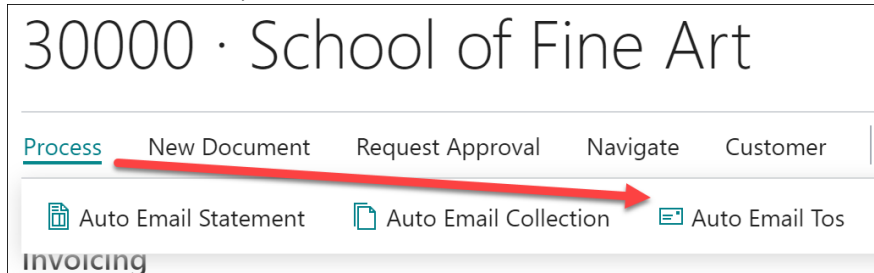 30000 · School of Fine Art
Process New Document Request Approval Navigate Customer
Auto Email Statement Auto Email Collection Auto Email Tos
Invoicing